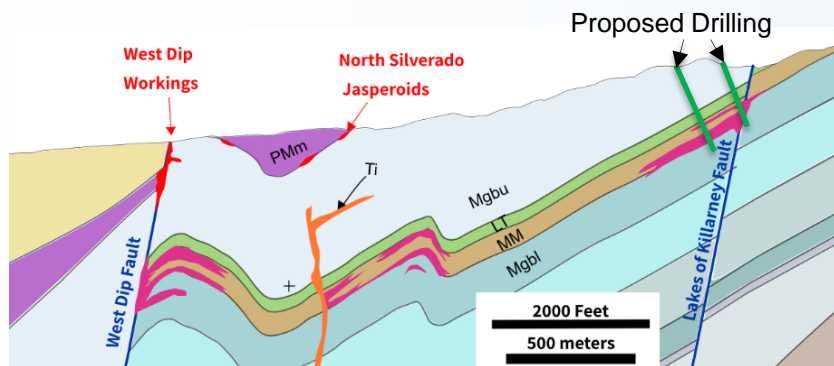 Proposed Drilling
West Dip
Workings
North Silverado
Jasperoids
PMm
Ti
Mgbu
LT
MM
Mgbl
West Dip Fault
Lakes of Killarney Fault
2000 Feet
500 meters